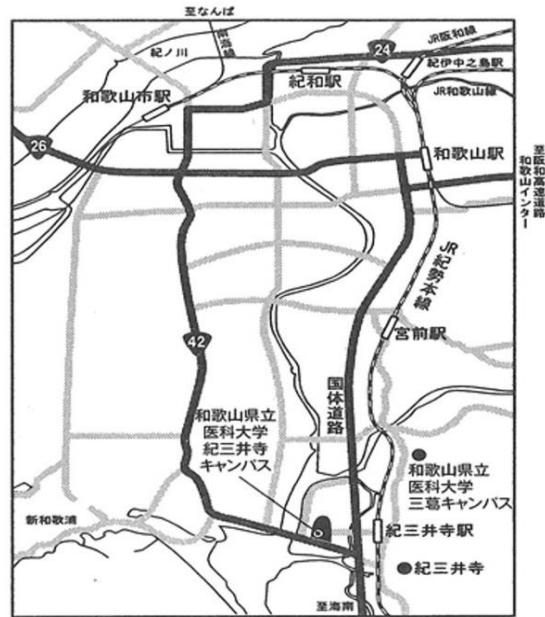 至なんば
南海線
紀ノ川
24
JR阪和線
紀伊中之島駅
紀和駅
JR和歌山線
和歌山市駅
26
和歌山駅
至阪和高速道路
和歌山インター
JR紀勢本線
宮前駅
42
国体道路
和歌山県立
医科大学
紀三井寺
キャンパス
和歌山県立
医科大学
三葛キャンパス
新和歌浦
紀三井寺駅
紀三井寺
至海南